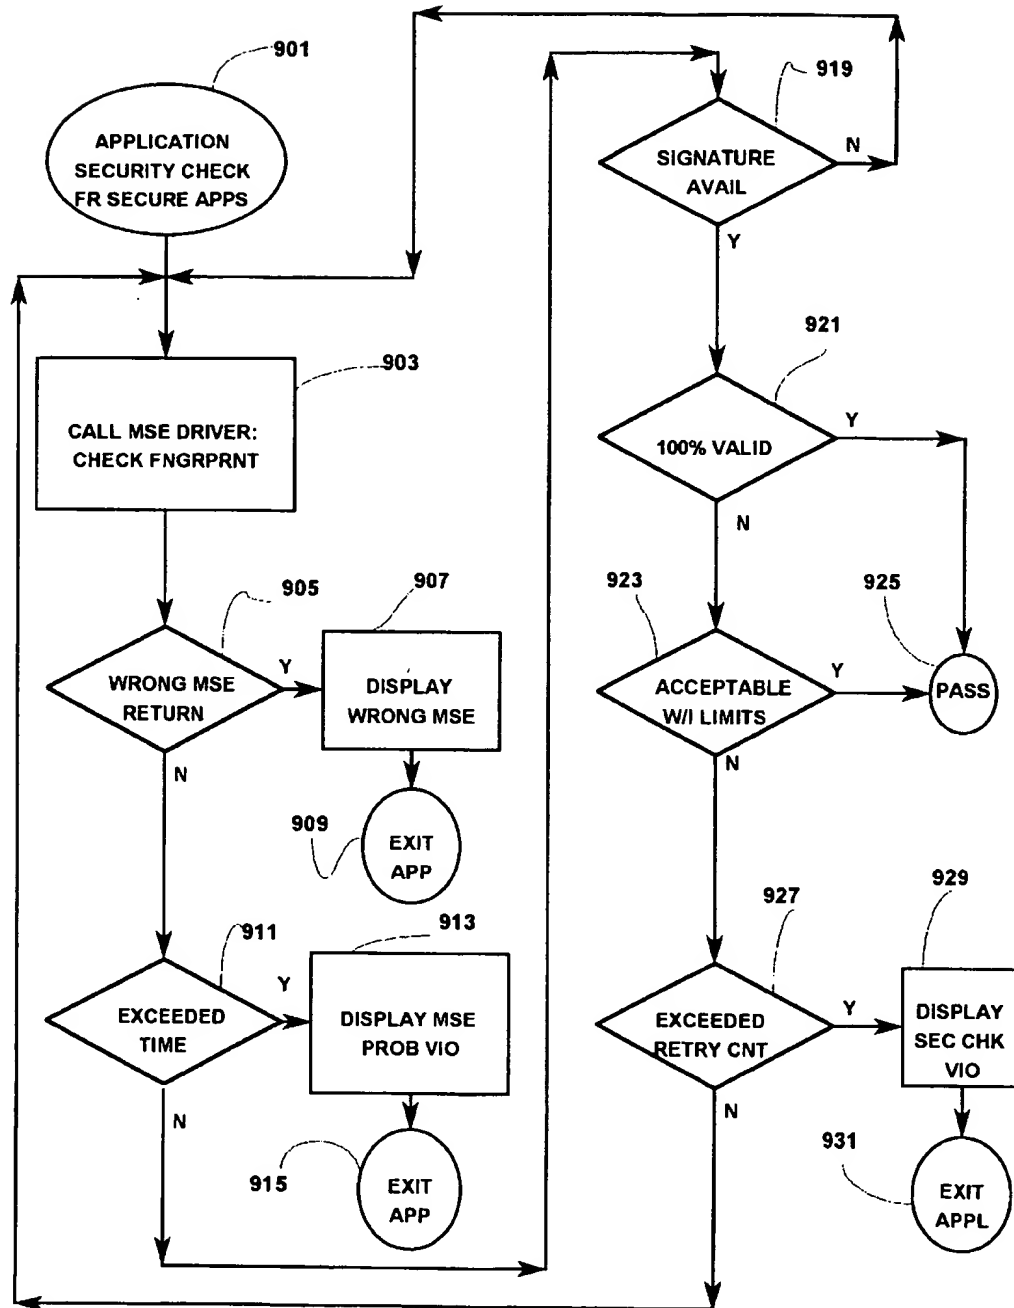 901
APPLICATION
SECURITY CHECK
FR SECURE APPS
903
CALL MSE DRIVER:
CHECK FNGRPRNT
905
WRONG MSE
RETURN
Y
N
907
DISPLAY
WRONG MSE
909
EXIT
APP
911
EXCEEDED
TIME
Y
N
913
DISPLAY MSE
PROB VIO
915
EXIT
APP
919
SIGNATURE
AVAIL
N
Y
921
100% VALID
Y
N
923
ACCEPTABLE
W/I LIMITS
Y
N
925
PASS
927
EXCEEDED
RETRY CNT
Y
N
929
DISPLAY
SEC CHK
VIO
931
EXIT
APPL